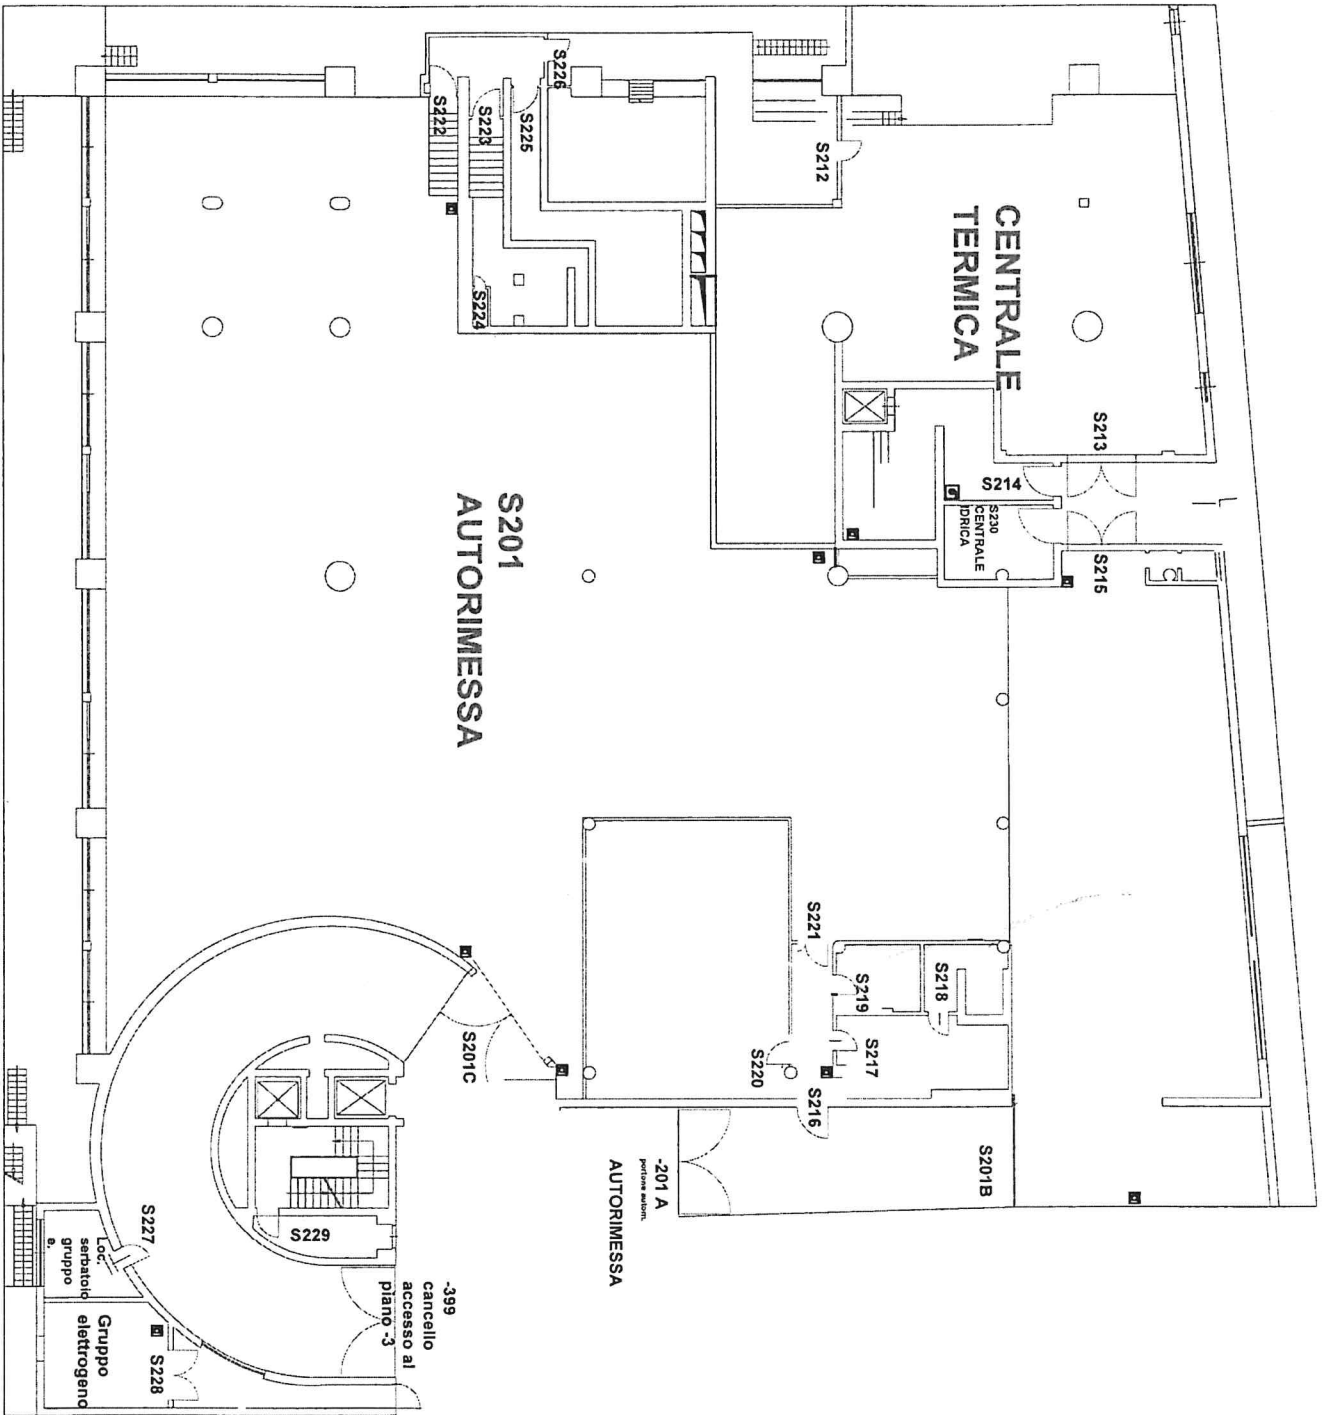 S226
S222
S223
S225
S212
CENTRALE
TERMICA
S224
S213
S214
S230
CENTRALE
IDRICA
S215
S201
AUTORIMESSA
S221
S219
S218
S217
S220
S216
S201C
S201B
-201 A
portone autom.
AUTORIMESSA
S229
S227
Loc.
serbatoio
gruppo
e.
-399
cancello
accesso al
piano -3
Gruppo
elettrogeno
S228